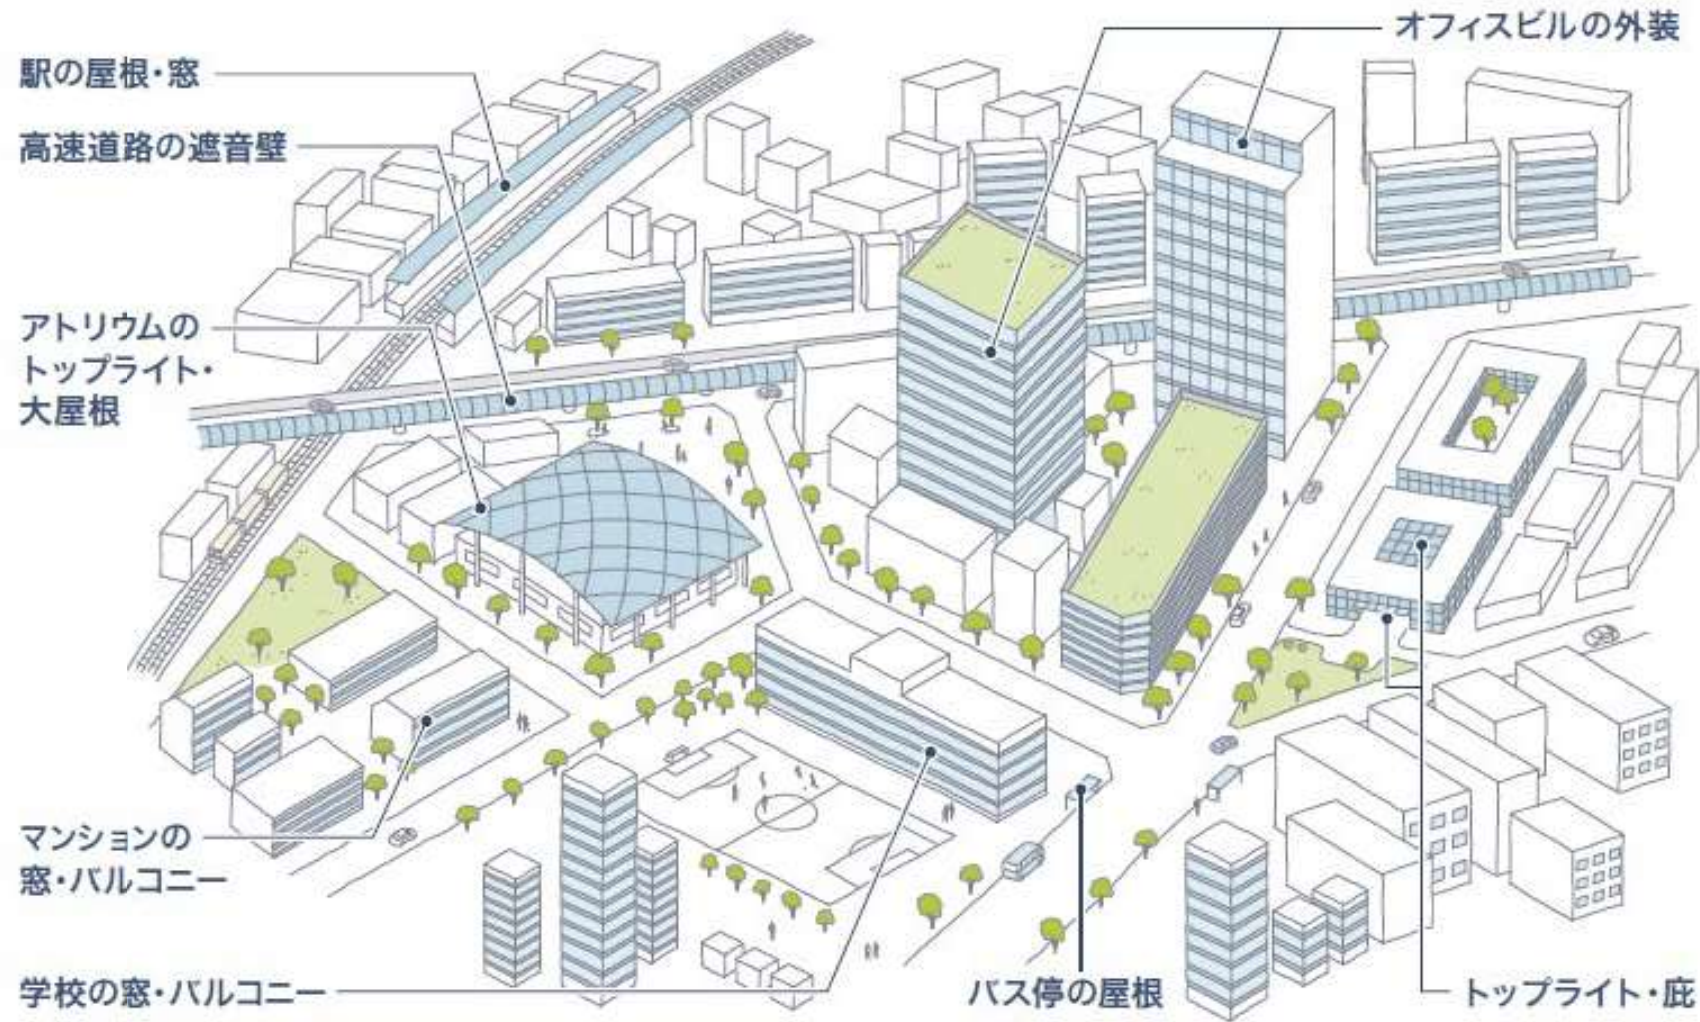 オフィスビルの外装
駅の屋根・窓
高速道路の遮音壁
アトリウムの
トップライト・
大屋根
マンションの
窓・バルコニー
学校の窓・バルコニー
バス停の屋根
トップライト・庇